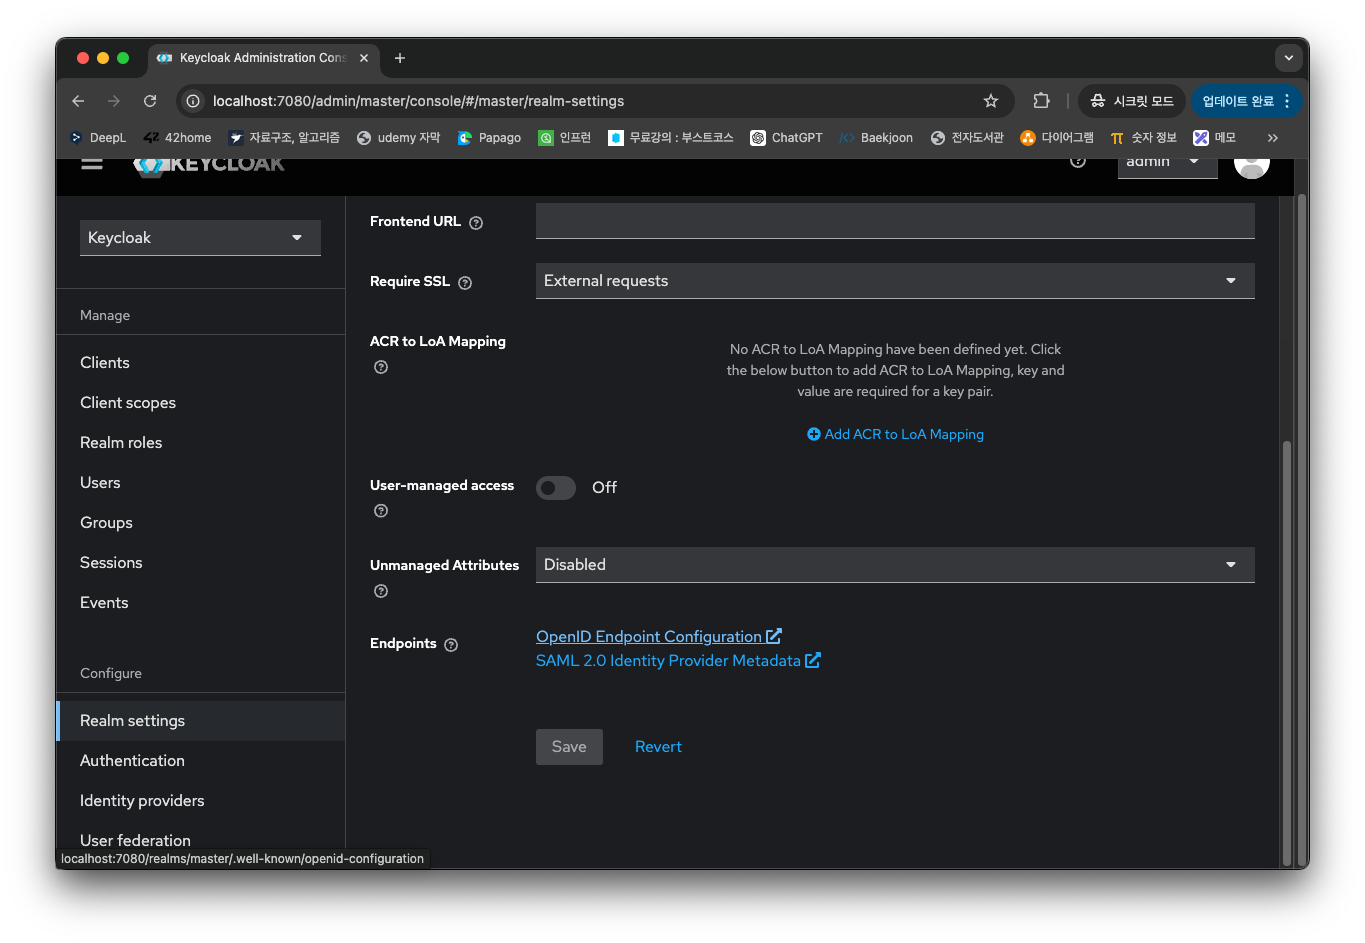 Keycloak Administration Cons
localhost:7080/admin/master/console/#/master/realm-settings
시크릿 모드
업데이트 완료
DeepL
42home
자료구조, 알고리즘
udemy 자막
Papago
인프런
무료강의 : 부스트코스
ChatGPT
Baekjoon
전자도서관
다이어그램
숫자 정보
메모
KEYCLOAK
admin
Keycloak
Manage
Clients
Client scopes
Realm roles
Users
Groups
Sessions
Events
Configure
Realm settings
Authentication
Identity providers
User federation
Frontend URL
Require SSL
External requests
ACR to LoA Mapping
No ACR to LoA Mapping have been defined yet. Click
the below button to add ACR to LoA Mapping, key and
value are required for a key pair.
Add ACR to LoA Mapping
User-managed access
Off
Unmanaged Attributes
Disabled
Endpoints
OpenID Endpoint Configuration
SAML 2.0 Identity Provider Metadata
Save
Revert
localhost:7080/realms/master/.well-known/openid-configuration